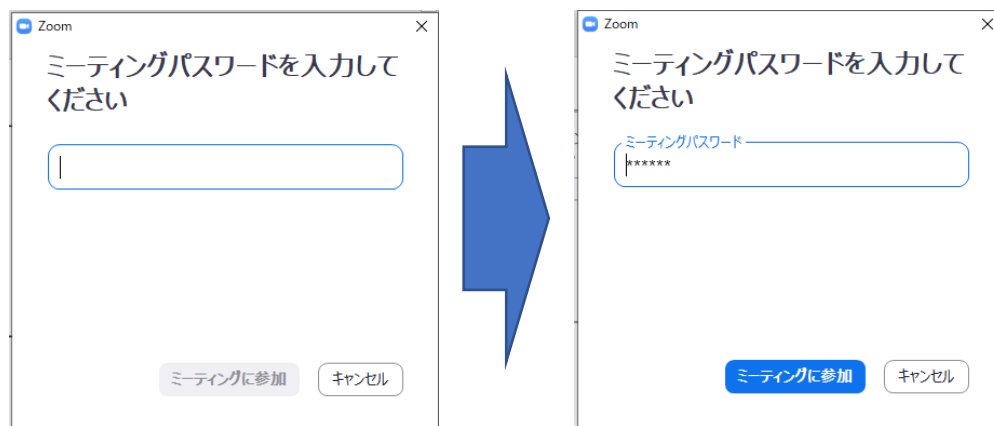 Zoom
ミーティングパスワードを入力して
ください
ミーティングに参加
キャンセル
Zoom
ミーティングパスワードを入力して
ください
ミーティングパスワード
******
ミーティングに参加
キャンセル